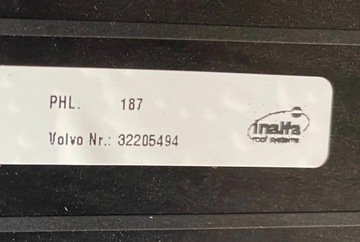 PHL. 187
Volvo Nr.: 32205494
inalfa
roof systems